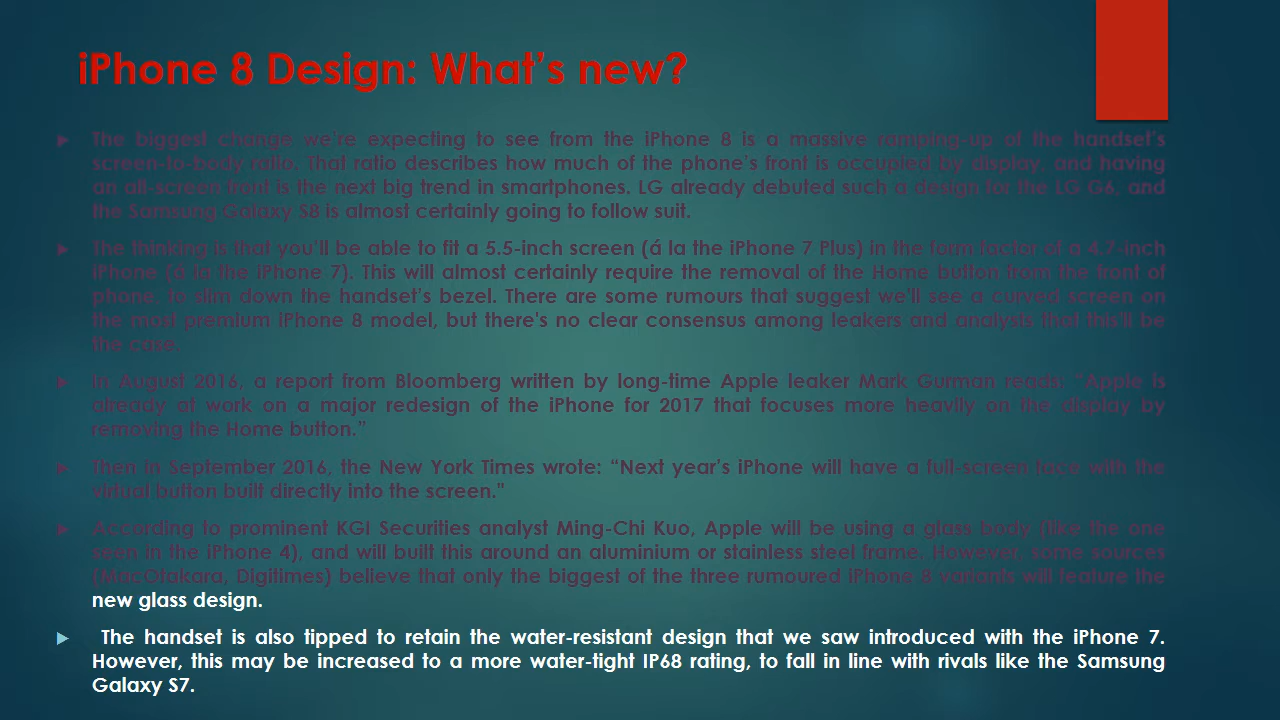 iPhone 8 Design: What’s new?
The biggest change we’re expecting to see from the iPhone 8 is a massive ramping-up of the handset’s
screen-to-body ratio. That ratio describes how much of the phone’s front is occupied by display, and having
an all-screen front is the next big trend in smartphones. LG already debuted such a design for the LG G6, and
the Samsung Galaxy S8 is almost certainly going to follow suit.
The thinking is that you’ll be able to fit a 5.5-inch screen (á la the iPhone 7 Plus) in the form factor of a 4.7-inch
iPhone (á la the iPhone 7). This will almost certainly require the removal of the Home button from the front of
phone, to slim down the handset’s bezel. There are some rumours that suggest we’ll see a curved screen on
the most premium iPhone 8 model, but there's no clear consensus among leakers and analysts that this'll be
the case.
In August 2016, a report from Bloomberg written by long-time Apple leaker Mark Gurman reads: “Apple is
already at work on a major redesign of the iPhone for 2017 that focuses more heavily on the display by
removing the Home button.”
Then in September 2016, the New York Times wrote: “Next year’s iPhone will have a full-screen face with the
virtual button built directly into the screen."
According to prominent KGI Securities analyst Ming-Chi Kuo, Apple will be using a glass body (like the one
seen in the iPhone 4), and will built this around an aluminium or stainless steel frame. However, some sources
(MacOtakara, Digitimes) believe that only the biggest of the three rumoured iPhone 8 variants will feature the
new glass design.
The handset is also tipped to retain the water-resistant design that we saw introduced with the iPhone 7.
However, this may be increased to a more water-tight IP68 rating, to fall in line with rivals like the Samsung
Galaxy S7.